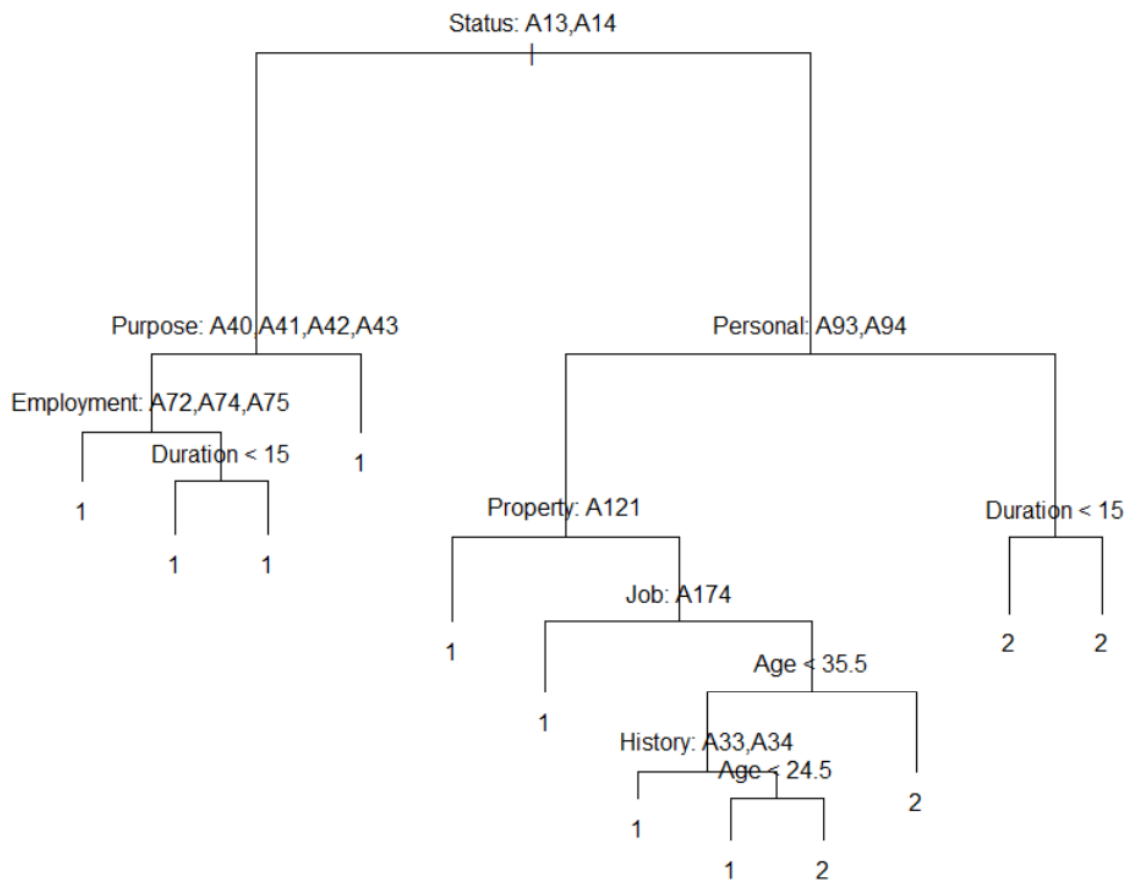 Status: A13,A14
Purpose: A40,A41,A42,A43
Personal: A93,A94
Employment: A72,A74,A75
Duration < 15
1
1
Property: A121
Duration < 15
1
1
Job: A174
1
2
2
Age < 35.5
1
History: A33,A34
Age < 24.5
2
1
1
2